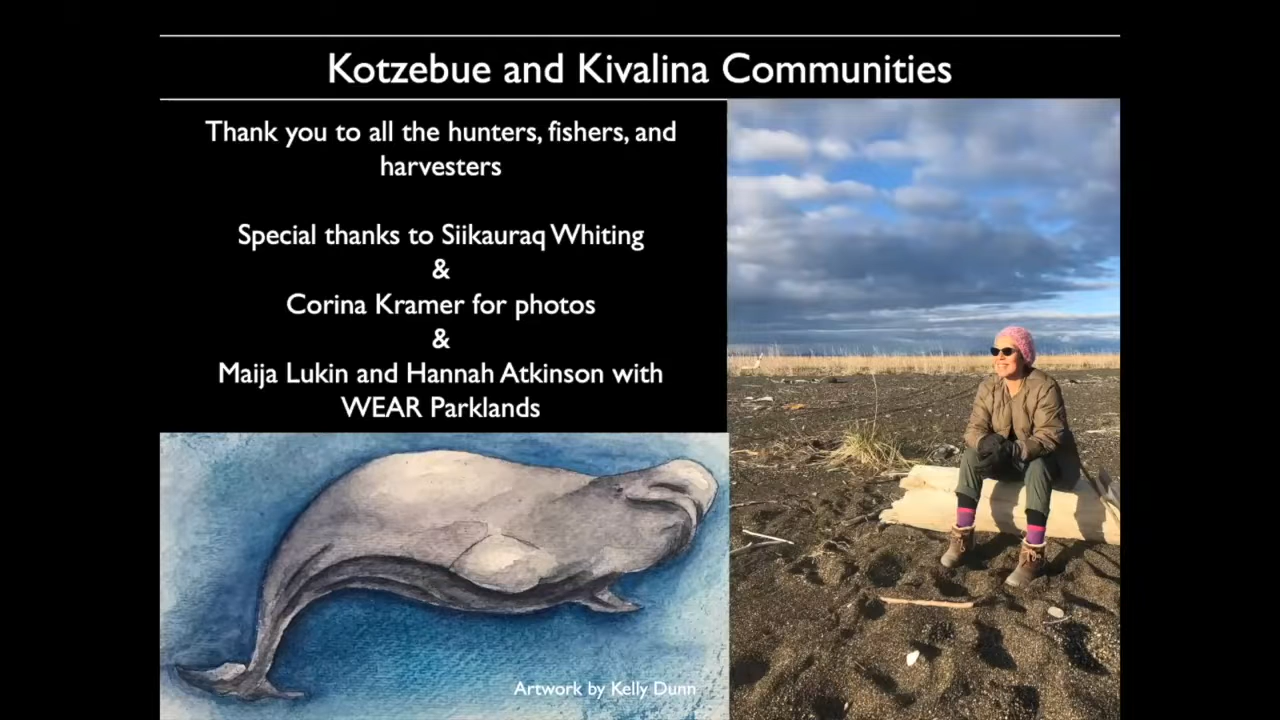 Kotzebue and Kivalina Communities
Thank you to all the hunters, fishers, and
harvesters
Special thanks to Siikauraq Whiting
&
Corina Kramer for photos
&
Maija Lukin and Hannah Atkinson with
WEAR Parklands
Artwork by Kelly Dunn